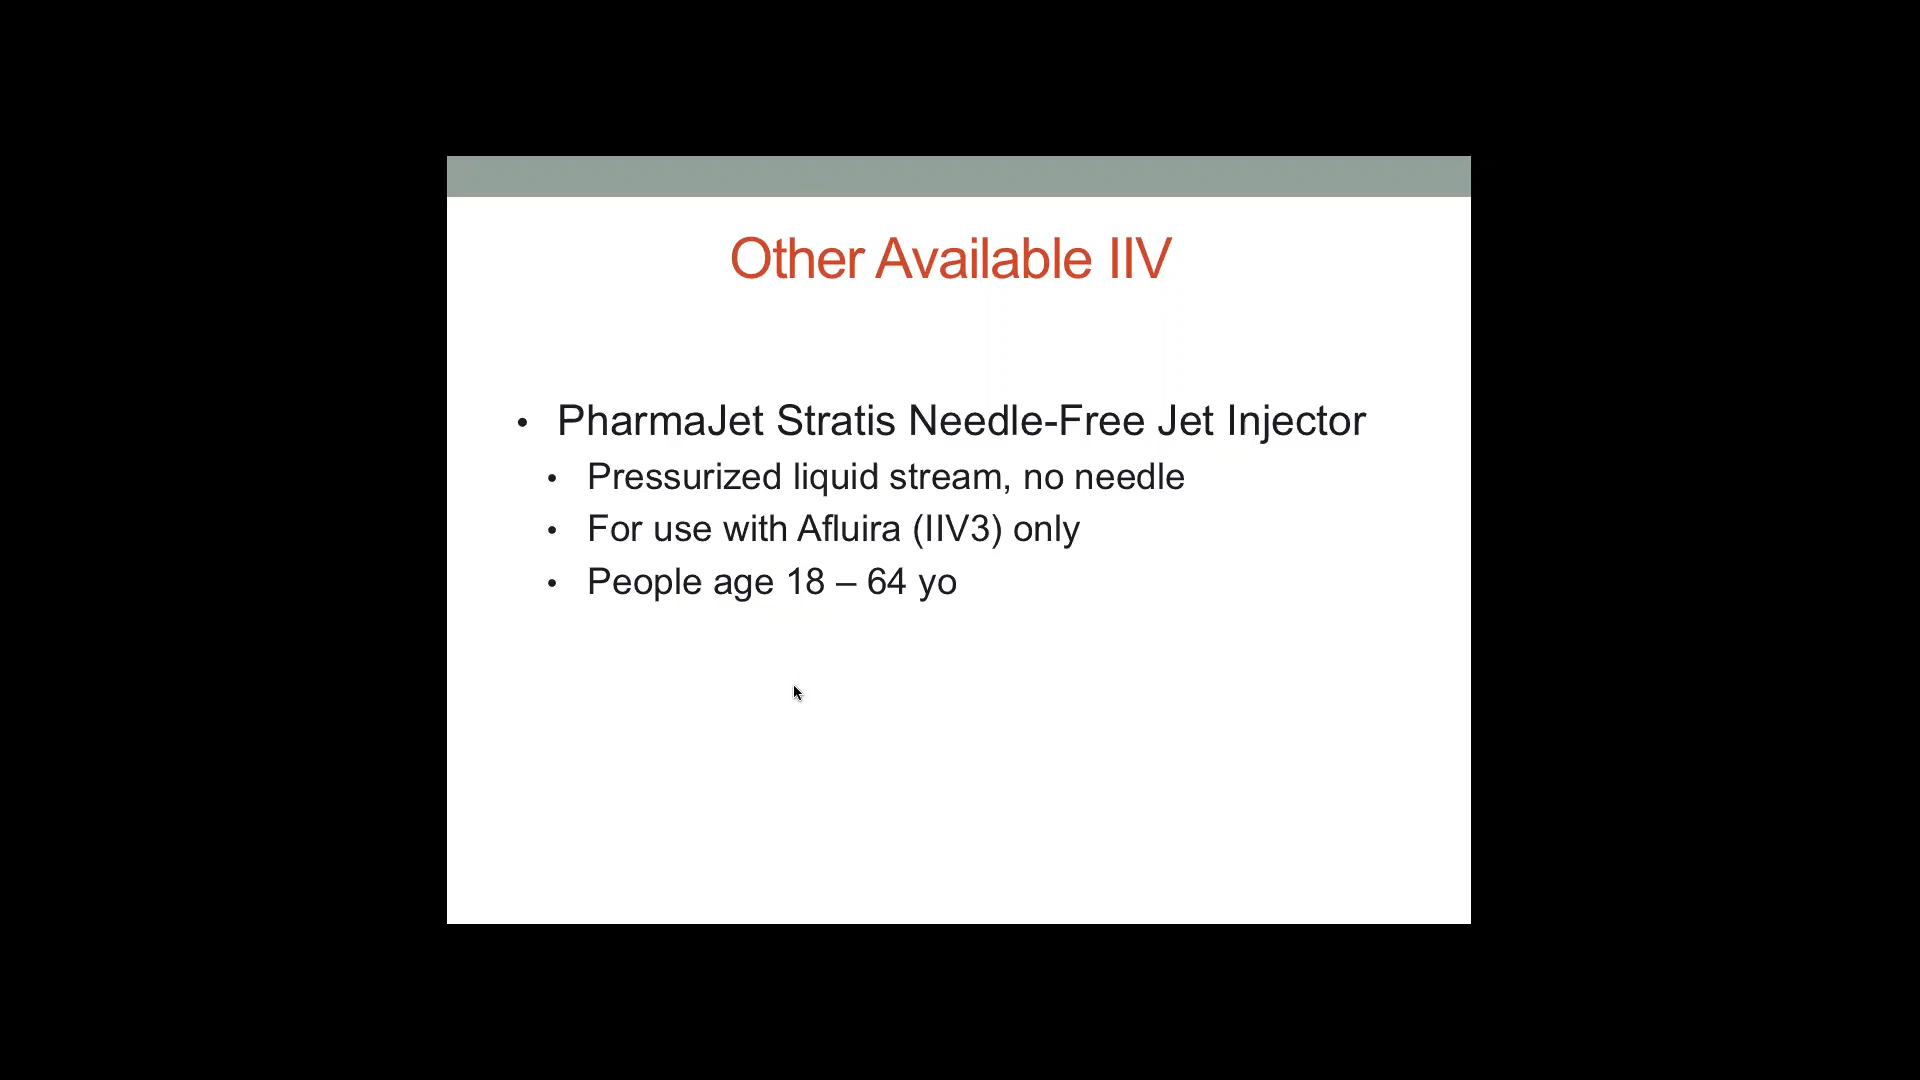 Other Available IIV
• PharmaJet Stratis Needle-Free Jet Injector
• Pressurized liquid stream, no needle
• For use with Afluira (IIV3) only
• People age 18 – 64 yo